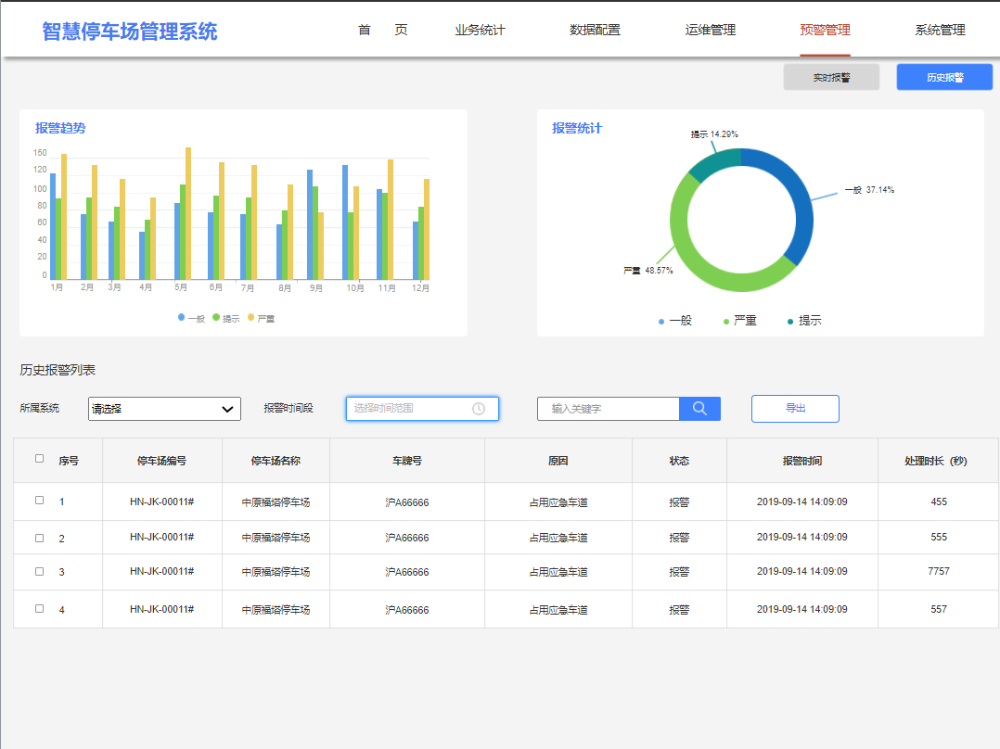 智慧停车场管理系统 首 页 业务统计 数据配置 运维管理 预警管理 系统管理
实时报警 历史报警
报警趋势
150
120
100
80
60
40
20
0
1月 2月 3月 4月 5月 6月 7月 8月 9月 10月 11月 12月
一般 提示 严重
报警统计
提示 14.29%
一般 37.14%
严重 48.57%
一般 严重 提示
历史报警列表
所属系统 请选择 报警时间段 选择时间范围 输入关键字 导出
序号 停车场编号 停车场名称 车牌号 原因 状态 报警时间 处理时长（秒）
1 HN-JK-00011# 中原福塔停车场 沪A66666 占用应急车道 报警 2019-09-14 14:09:09 455
2 HN-JK-00011# 中原福塔停车场 沪A66666 占用应急车道 报警 2019-09-14 14:09:09 555
3 HN-JK-00011# 中原福塔停车场 沪A66666 占用应急车道 报警 2019-09-14 14:09:09 7757
4 HN-JK-00011# 中原福塔停车场 沪A66666 占用应急车道 报警 2019-09-14 14:09:09 557